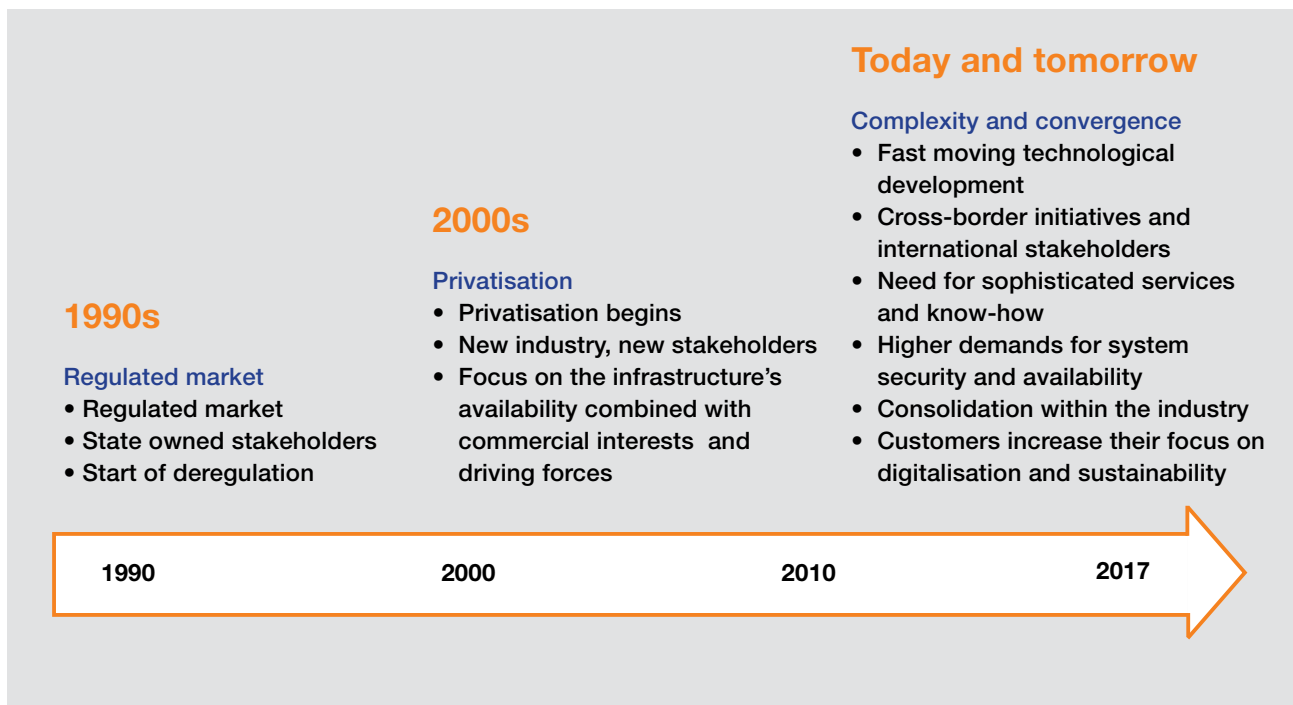 1990s
Regulated market
• Regulated market
• State owned stakeholders
• Start of deregulation
2000s
Privatisation
• Privatisation begins
• New industry, new stakeholders
• Focus on the infrastructure's
availability combined with
commercial interests and
driving forces
Today and tomorrow
Complexity and convergence
• Fast moving technological
development
• Cross-border initiatives and
international stakeholders
• Need for sophisticated services
and know-how
• Higher demands for system
security and availability
• Consolidation within the industry
• Customers increase their focus on
digitalisation and sustainability
1990
2000
2010
2017